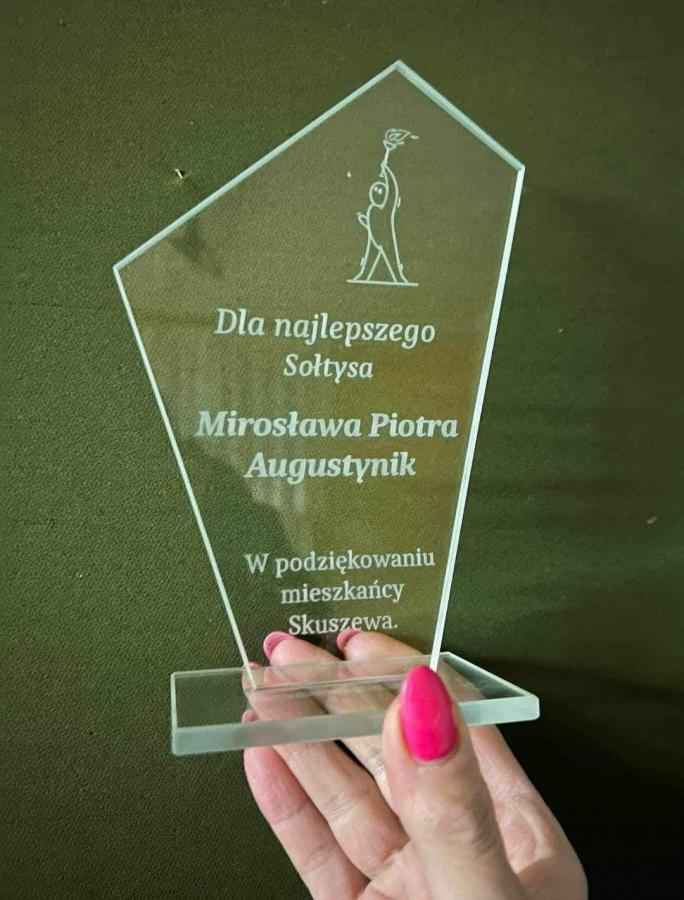 Dla najlepszego
Sołtysa
Mirosława Piotra
Augustynik
W podziękowaniu
mieszkańcy
Skuszewa.